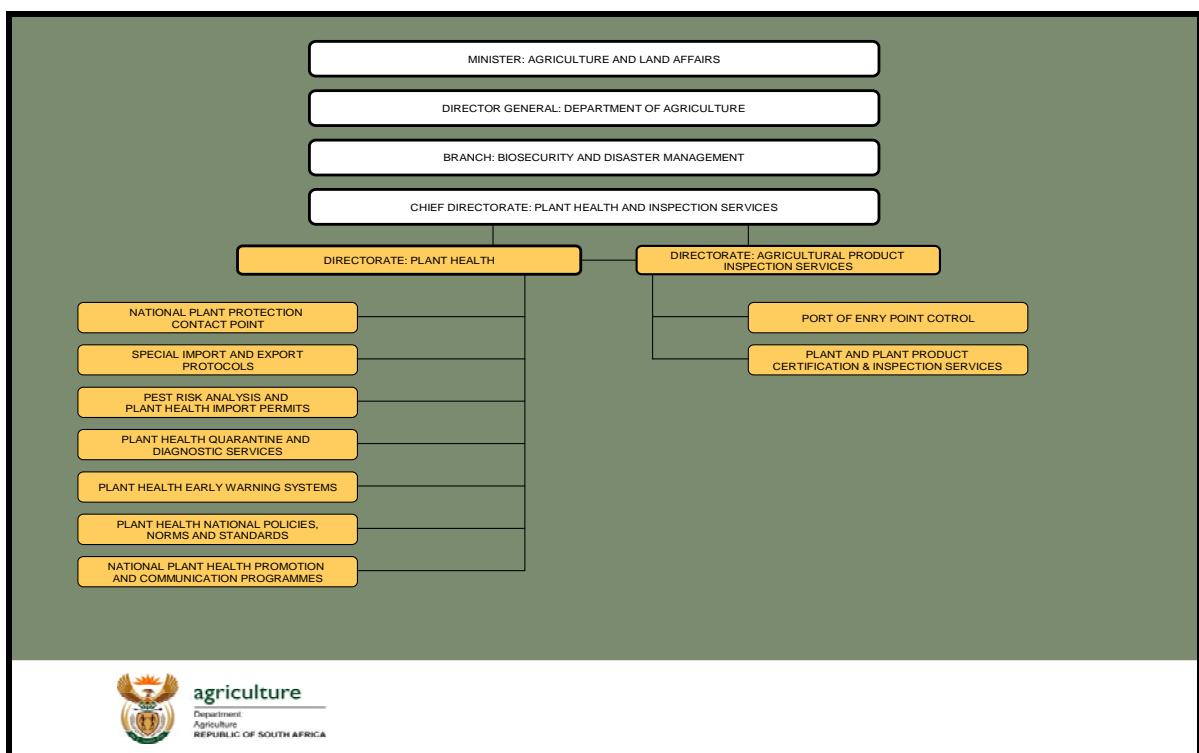 MINISTER: AGRICULTURE AND LAND AFFAIRS
DIRECTOR GENERAL: DEPARTMENT OF AGRICULTURE
BRANCH: BIOSECURITY AND DISASTER MANAGEMENT
CHIEF DIRECTORATE: PLANT HEALTH AND INSPECTION SERVICES
DIRECTORATE: PLANT HEALTH
DIRECTORATE: AGRICULTURAL PRODUCT
INSPECTION SERVICES
NATIONAL PLANT PROTECTION
CONTACT POINT
SPECIAL IMPORT AND EXPORT
PROTOCOLS
PEST RISK ANALYSIS AND
PLANT HEALTH IMPORT PERMITS
PLANT HEALTH QUARANTINE AND
DIAGNOSTIC SERVICES
PLANT HEALTH EARLY WARNING SYSTEMS
PLANT HEALTH NATIONAL POLICIES,
NORMS AND STANDARDS
NATIONAL PLANT HEALTH PROMOTION
AND COMMUNICATION PROGRAMMES
PORT OF ENRY POINT COTROL
PLANT AND PLANT PRODUCT
CERTIFICATION & INSPECTION SERVICES
agriculture
Department:
Agriculture
REPUBLIC OF SOUTH AFRICA